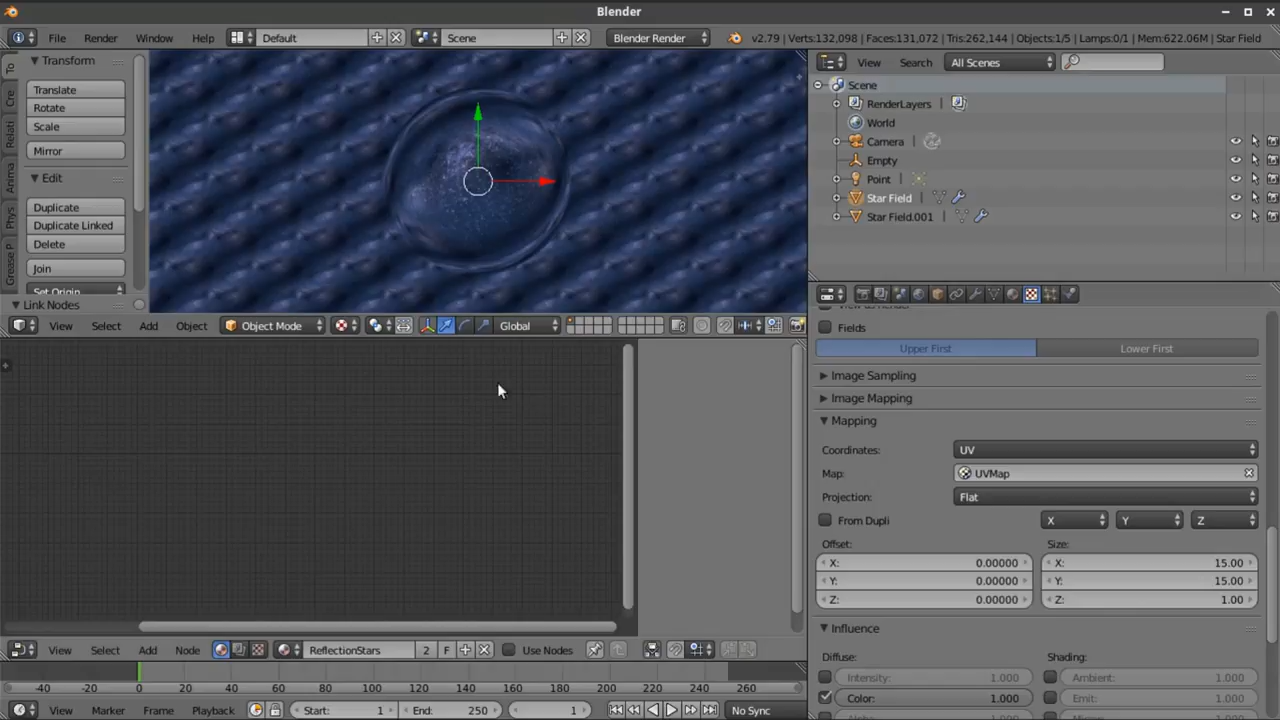 Blender
File Render Window Help Default Scene Blender Render v2.79 | Verts:132,098 | Faces:131,072 | Tris:262,144 | Objects:1/5 | Lamps:0/1 | Mem:622.06M | Star Field
Transform
Translate
Rotate
Scale
Mirror
Edit
Duplicate
Duplicate Linked
Delete
Join
Set Origin
Link Nodes
To
Cre
Relati
Anima
Phys
Grease P
View Select Add Object Object Mode Global
View Search All Scenes
Scene
RenderLayers
World
Camera
Empty
Point
Star Field
Star Field.001
Fields
Upper First Lower First
Image Sampling
Image Mapping
Mapping
Coordinates: UV
Map: UVMap
Projection: Flat
From Dupli X Y Z
Offset: Size:
X: 0.00000 X: 15.00
Y: 0.00000 Y: 15.00
Z: 0.00000 Z: 1.00
Influence
Diffuse: Shading:
Intensity: 1.000 Ambient: 1.000
Color: 1.000 Emit: 1.000
View Select Add Node ReflectionStars 2 F Use Nodes
-40 -20 0 20 40 60 80 100 120 140 160 180 200 220 240 260
View Marker Frame Playback Start: 1 End: 250 1 No Sync